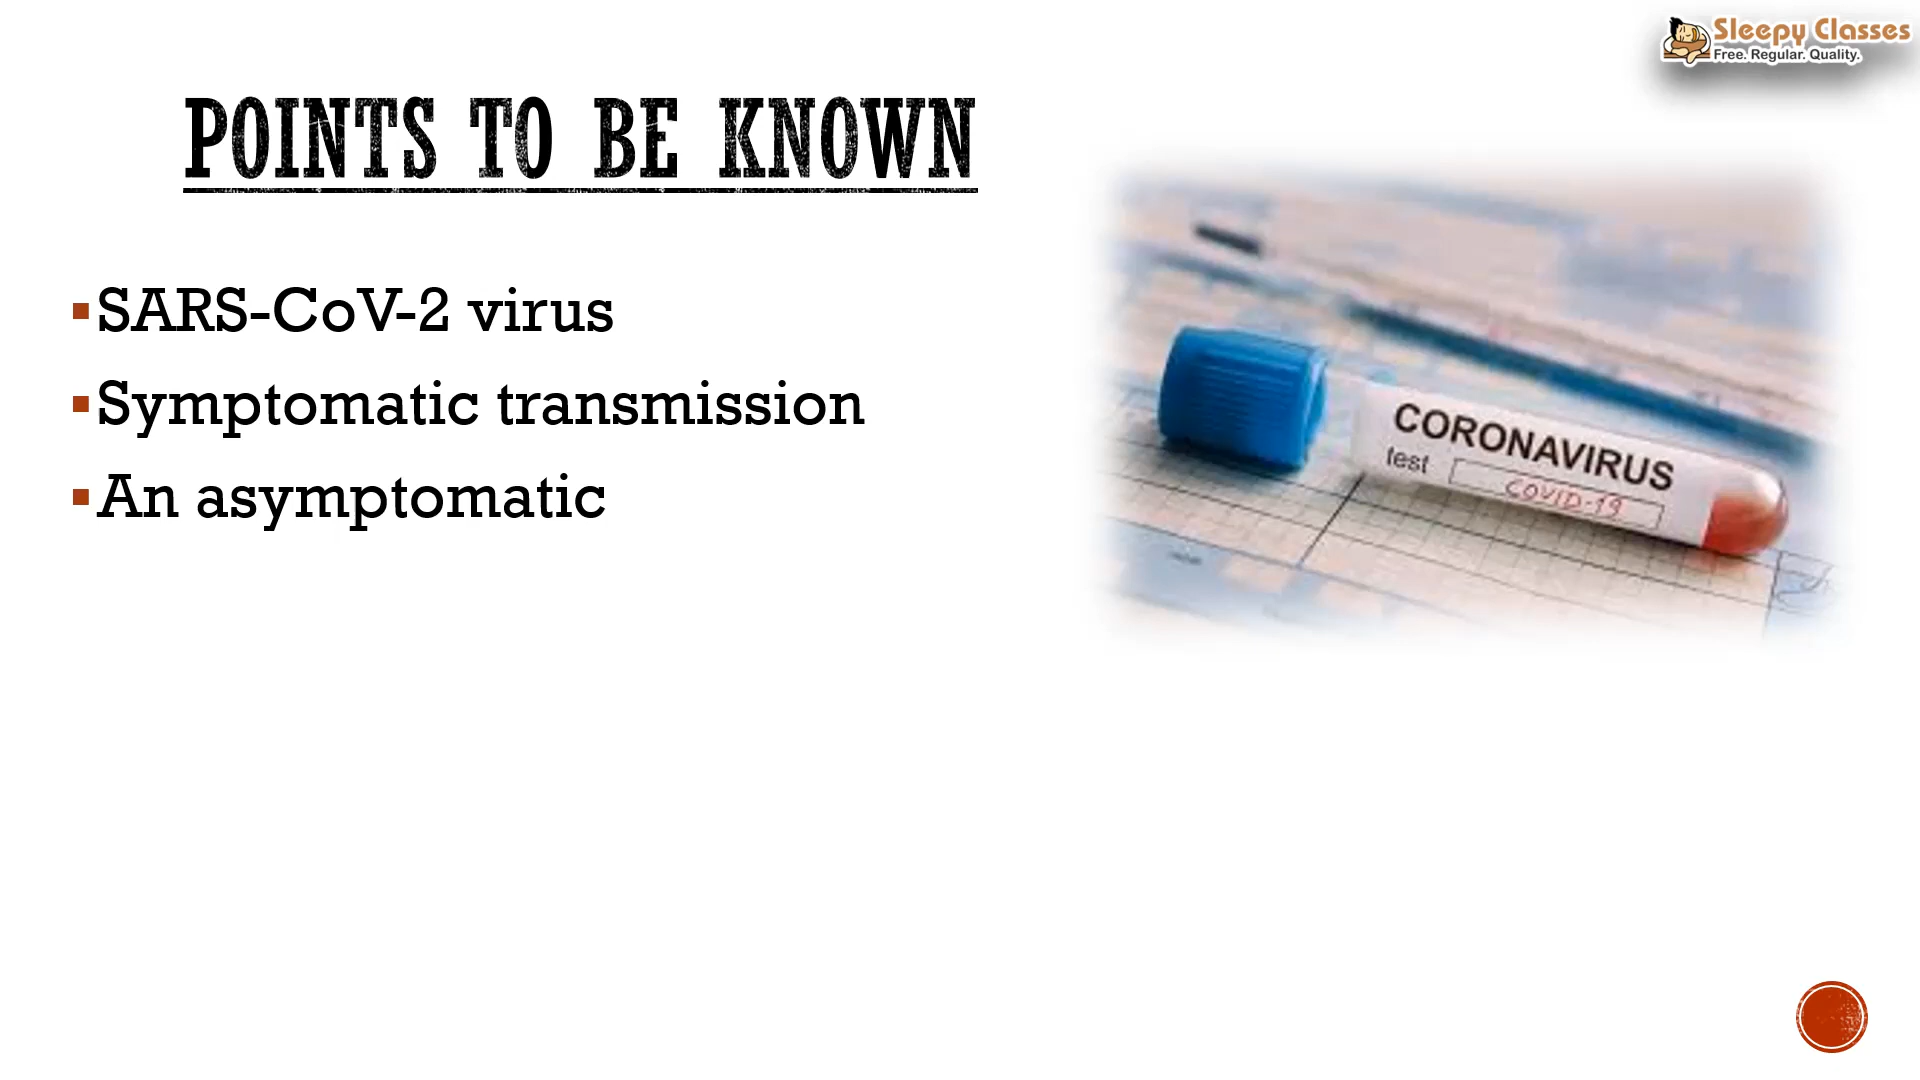 Sleepy Classes
Free. Regular. Quality.
POINTS TO BE KNOWN
SARS-CoV-2 virus
Symptomatic transmission
An asymptomatic
CORONAVIRUS
test
COVID-19